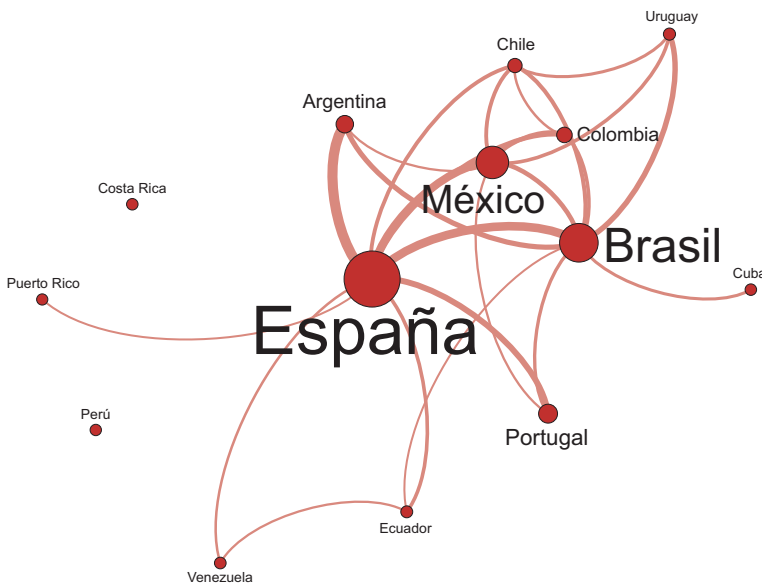 Uruguay
Chile
Argentina
Colombia
Costa Rica
México
Brasil
Puerto Rico
Cuba
España
Perú
Portugal
Ecuador
Venezuela